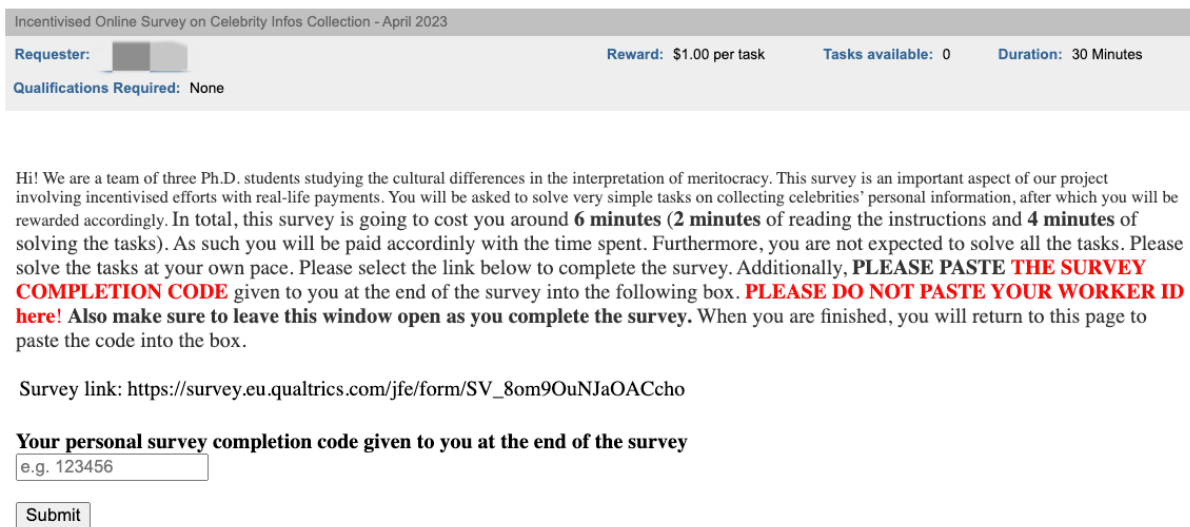 Incentivised Online Survey on Celebrity Infos Collection - April 2023
Requester: Reward: $1.00 per task Tasks available: 0 Duration: 30 Minutes
Qualifications Required: None
Hi! We are a team of three Ph.D. students studying the cultural differences in the interpretation of meritocracy. This survey is an important aspect of our project
involving incentivised efforts with real-life payments. You will be asked to solve very simple tasks on collecting celebrities' personal information, after which you will be
rewarded accordingly. In total, this survey is going to cost you around 6 minutes (2 minutes of reading the instructions and 4 minutes of
solving the tasks). As such you will be paid accordinly with the time spent. Furthermore, you are not expected to solve all the tasks. Please
solve the tasks at your own pace. Please select the link below to complete the survey. Additionally, PLEASE PASTE THE SURVEY
COMPLETION CODE given to you at the end of the survey into the following box. PLEASE DO NOT PASTE YOUR WORKER ID
here! Also make sure to leave this window open as you complete the survey. When you are finished, you will return to this page to
paste the code into the box.
Survey link: https://survey.eu.qualtrics.com/jfe/form/SV_8om9OuNJaOACcho
Your personal survey completion code given to you at the end of the survey
e.g. 123456
Submit